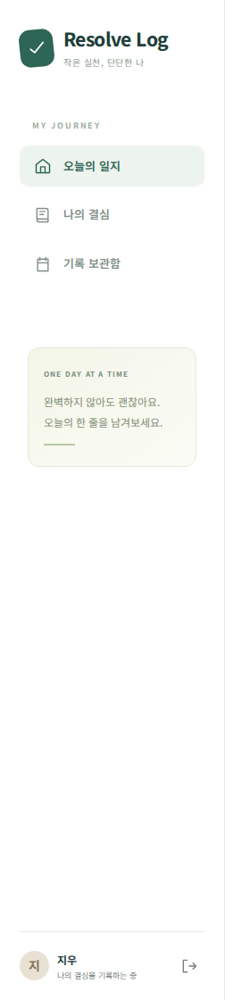 Resolve Log
작은 실천, 단단한 나
MY JOURNEY
오늘의 일지
나의 결심
기록 보관함
ONE DAY AT A TIME
완벽하지 않아도 괜찮아요.
오늘의 한 줄을 남겨보세요.
지
지우
나의 결심을 기록하는 중